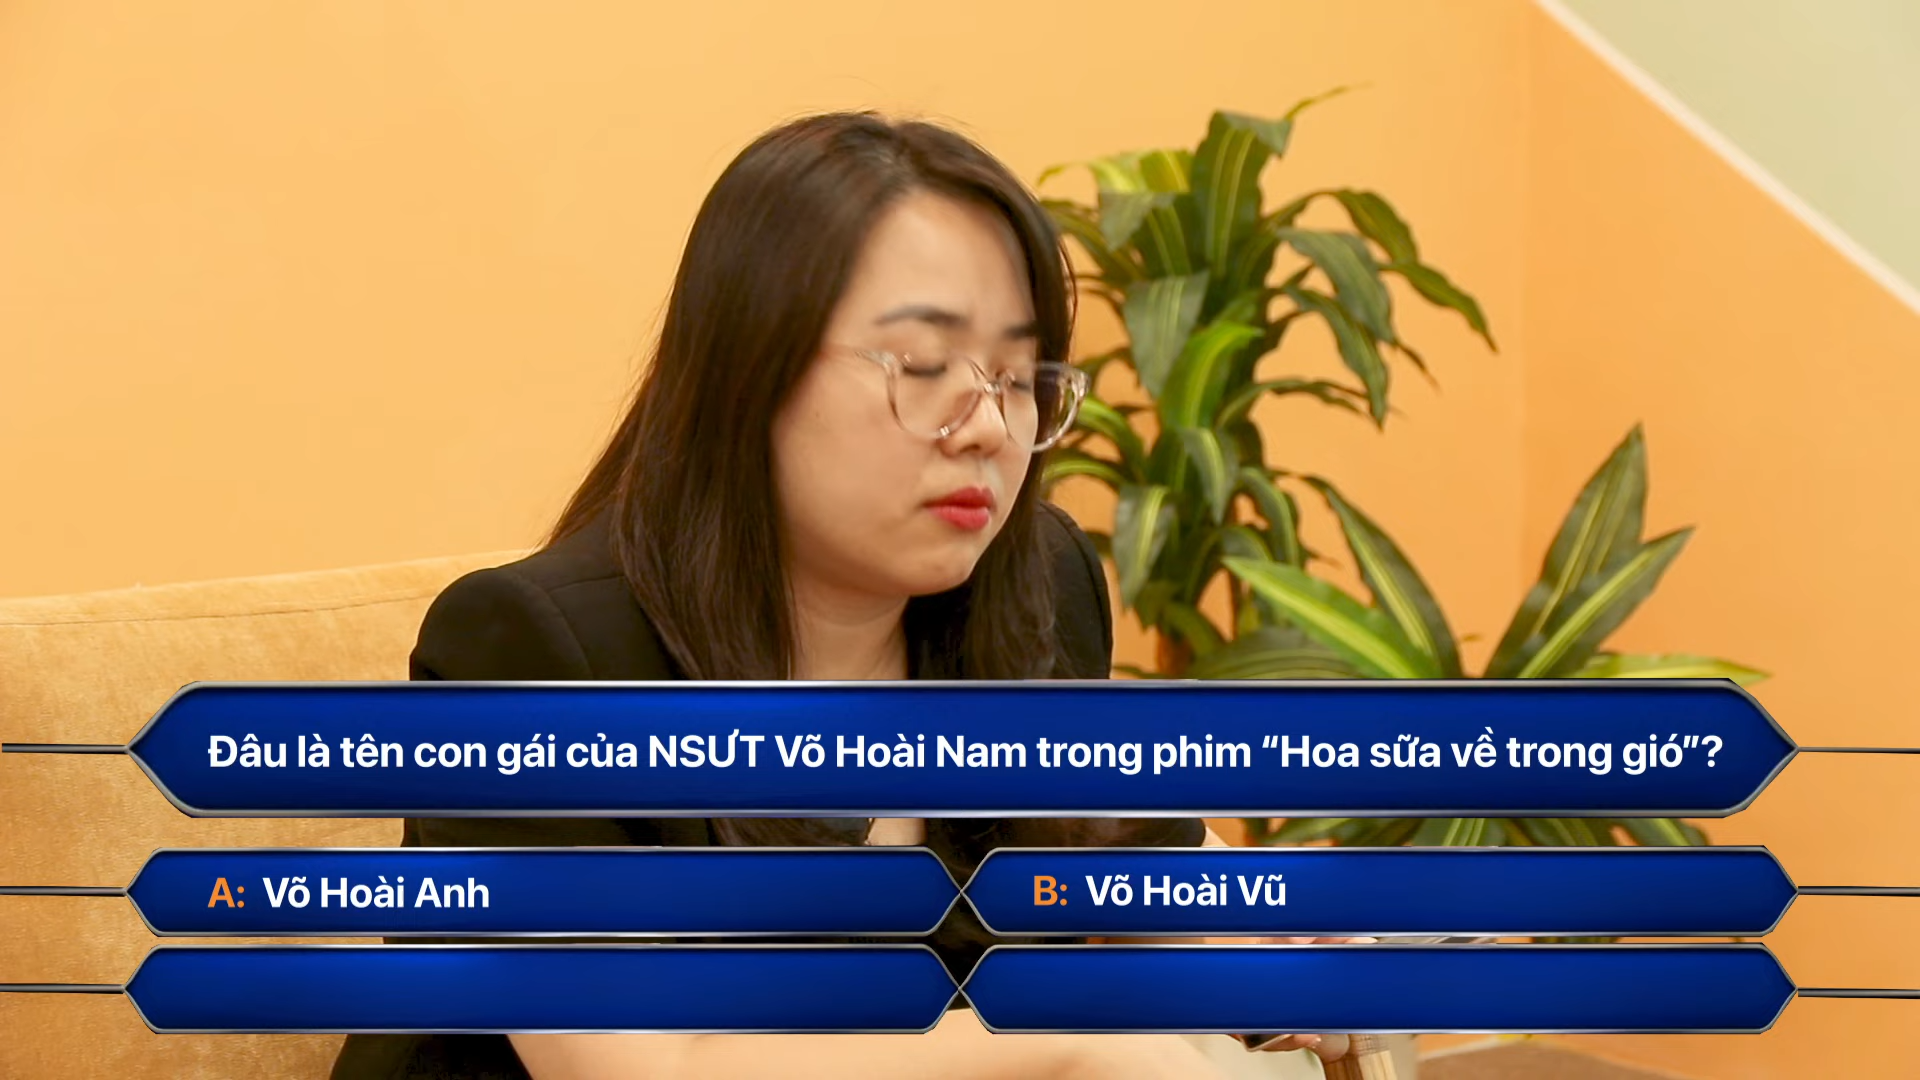 Đâu là tên con gái của NSƯT Võ Hoài Nam trong phim “Hoa sữa về trong gió”?
A: Võ Hoài Anh
B: Võ Hoài Vũ